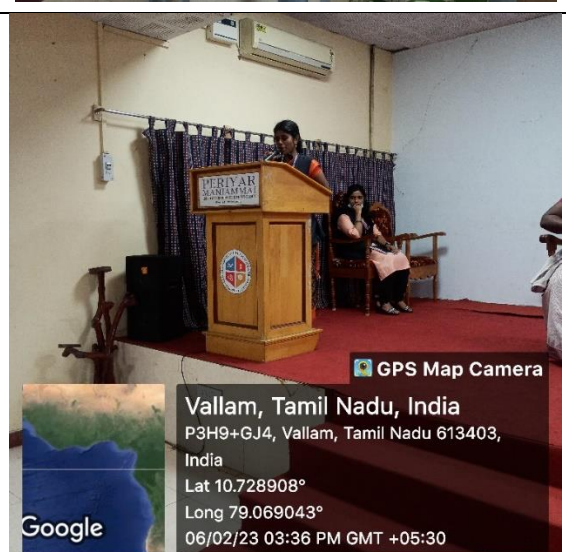 PERIYAR
MANIAMMAI
GPS Map Camera
Vallam, Tamil Nadu, India
P3H9+GJ4, Vallam, Tamil Nadu 613403,
India
Lat 10.728908°
Long 79.069043°
06/02/23 03:36 PM GMT +05:30
Google